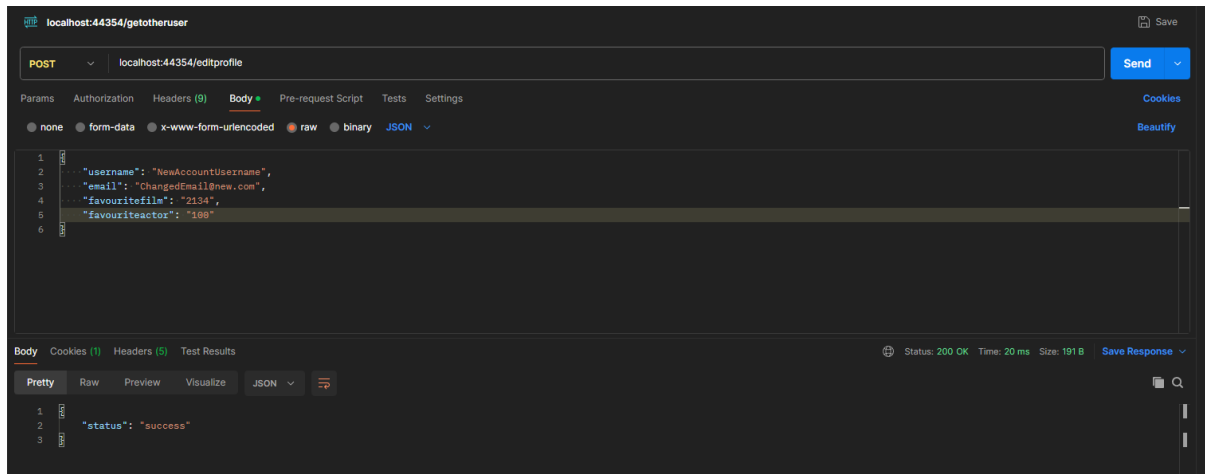 HTTP localhost:44354/getotheruser Save
POST localhost:44354/editprofile Send
Params Authorization Headers (9) Body Pre-request Script Tests Settings Cookies
none form-data x-www-form-urlencoded raw binary JSON Beautify
1 {
2 "username": "NewAccountUsername",
3 "email": "ChangedEmail@new.com",
4 "favouritefilm": "2134",
5 "favouriteactor": "100"
6 }
Body Cookies (1) Headers (5) Test Results Status: 200 OK Time: 20 ms Size: 191 B Save Response
Pretty Raw Preview Visualize JSON
1 {
2 "status": "success"
3 }